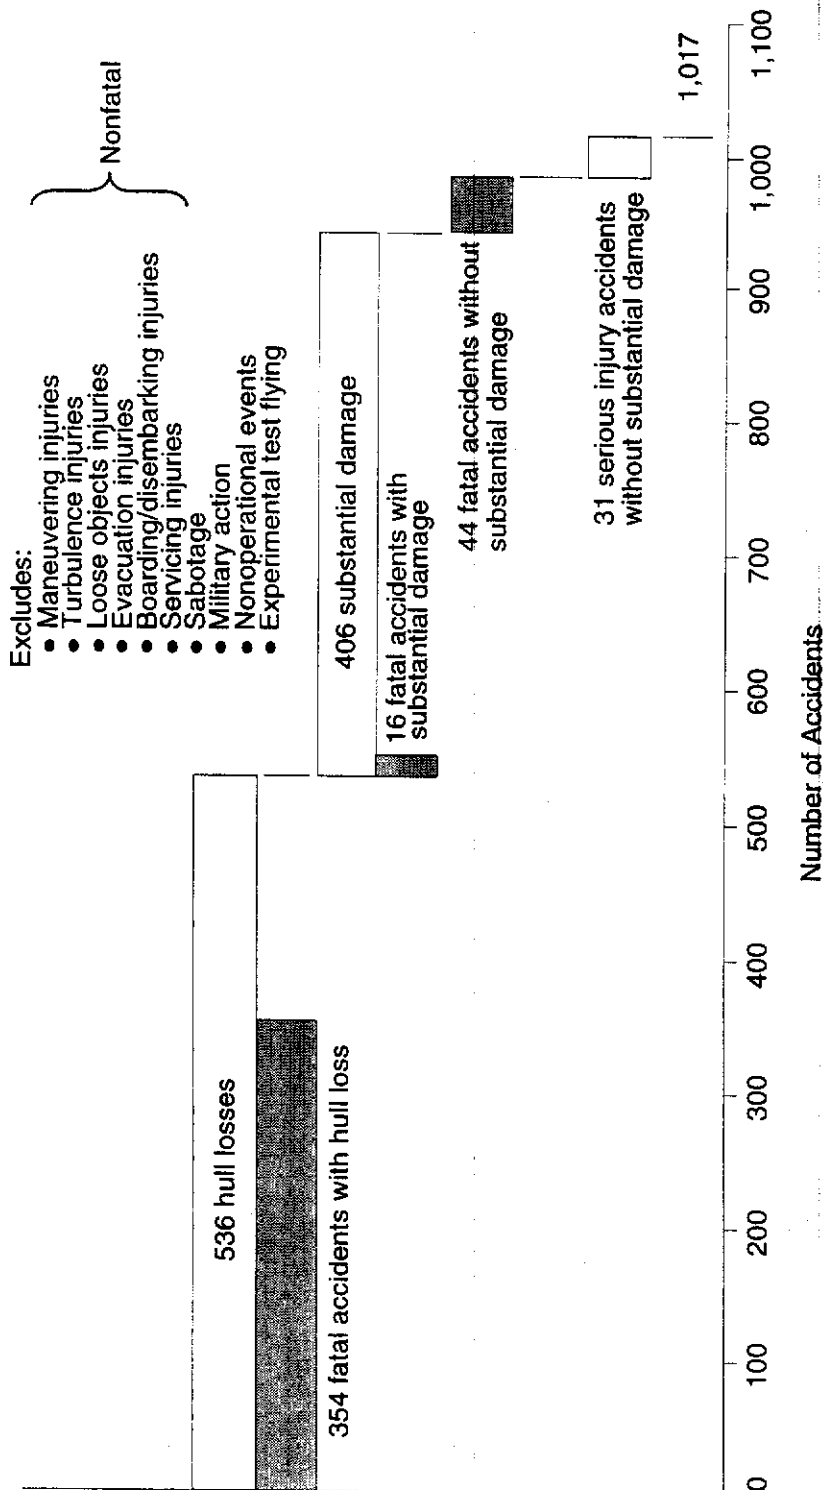 Excludes:
• Maneuvering injuries
• Turbulence injuries
• Loose objects injuries
• Evacuation injuries
• Boarding/disembarking injuries
• Servicing injuries
Nonfatal
• Sabotage
• Military action
• Nonoperational events
• Experimental test flying
536 hull losses
354 fatal accidents with hull loss
406 substantial damage
16 fatal accidents with
substantial damage
44 fatal accidents without
substantial damage
31 serious injury accidents
without substantial damage
1,017
0 100 200 300 400 500 600 700 800 900 1,000 1,100
Number of Accidents